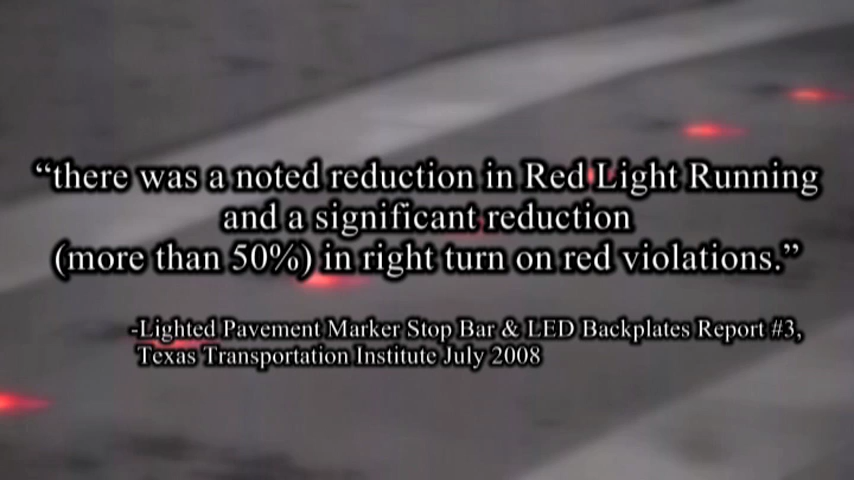 “there was a noted reduction in Red Light Running
and a significant reduction
(more than 50%) in right turn on red violations.”
-Lighted Pavement Marker Stop Bar & LED Backplates Report #3,
Texas Transportation Institute July 2008